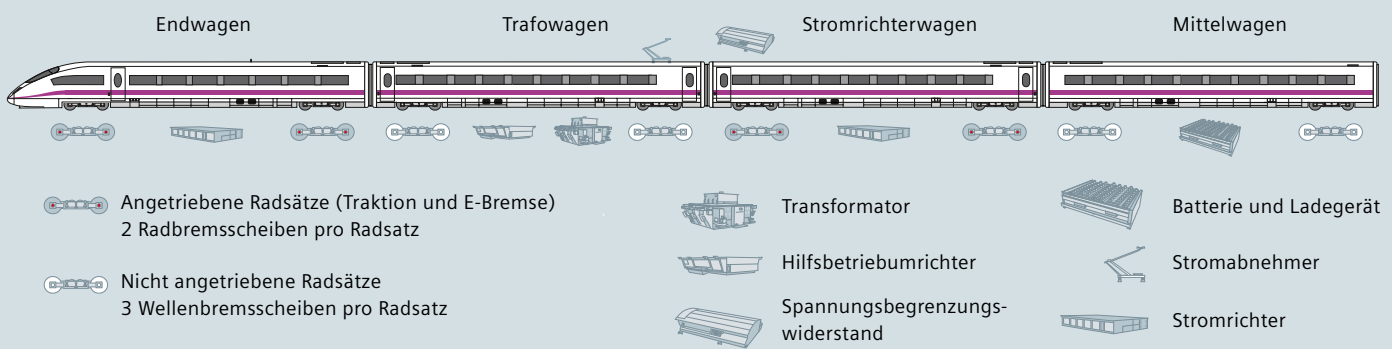 Endwagen
Trafowagen
Stromrichterwagen
Mittelwagen
Angetriebene Radsätze (Traktion und E-Bremse)
2 Radbremsscheiben pro Radsatz
Nicht angetriebene Radsätze
3 Wellenbremsscheiben pro Radsatz
Transformator
Hilfsbetriebumrichter
Spannungsbegrenzungs-
widerstand
Batterie und Ladegerät
Stromabnehmer
Stromrichter